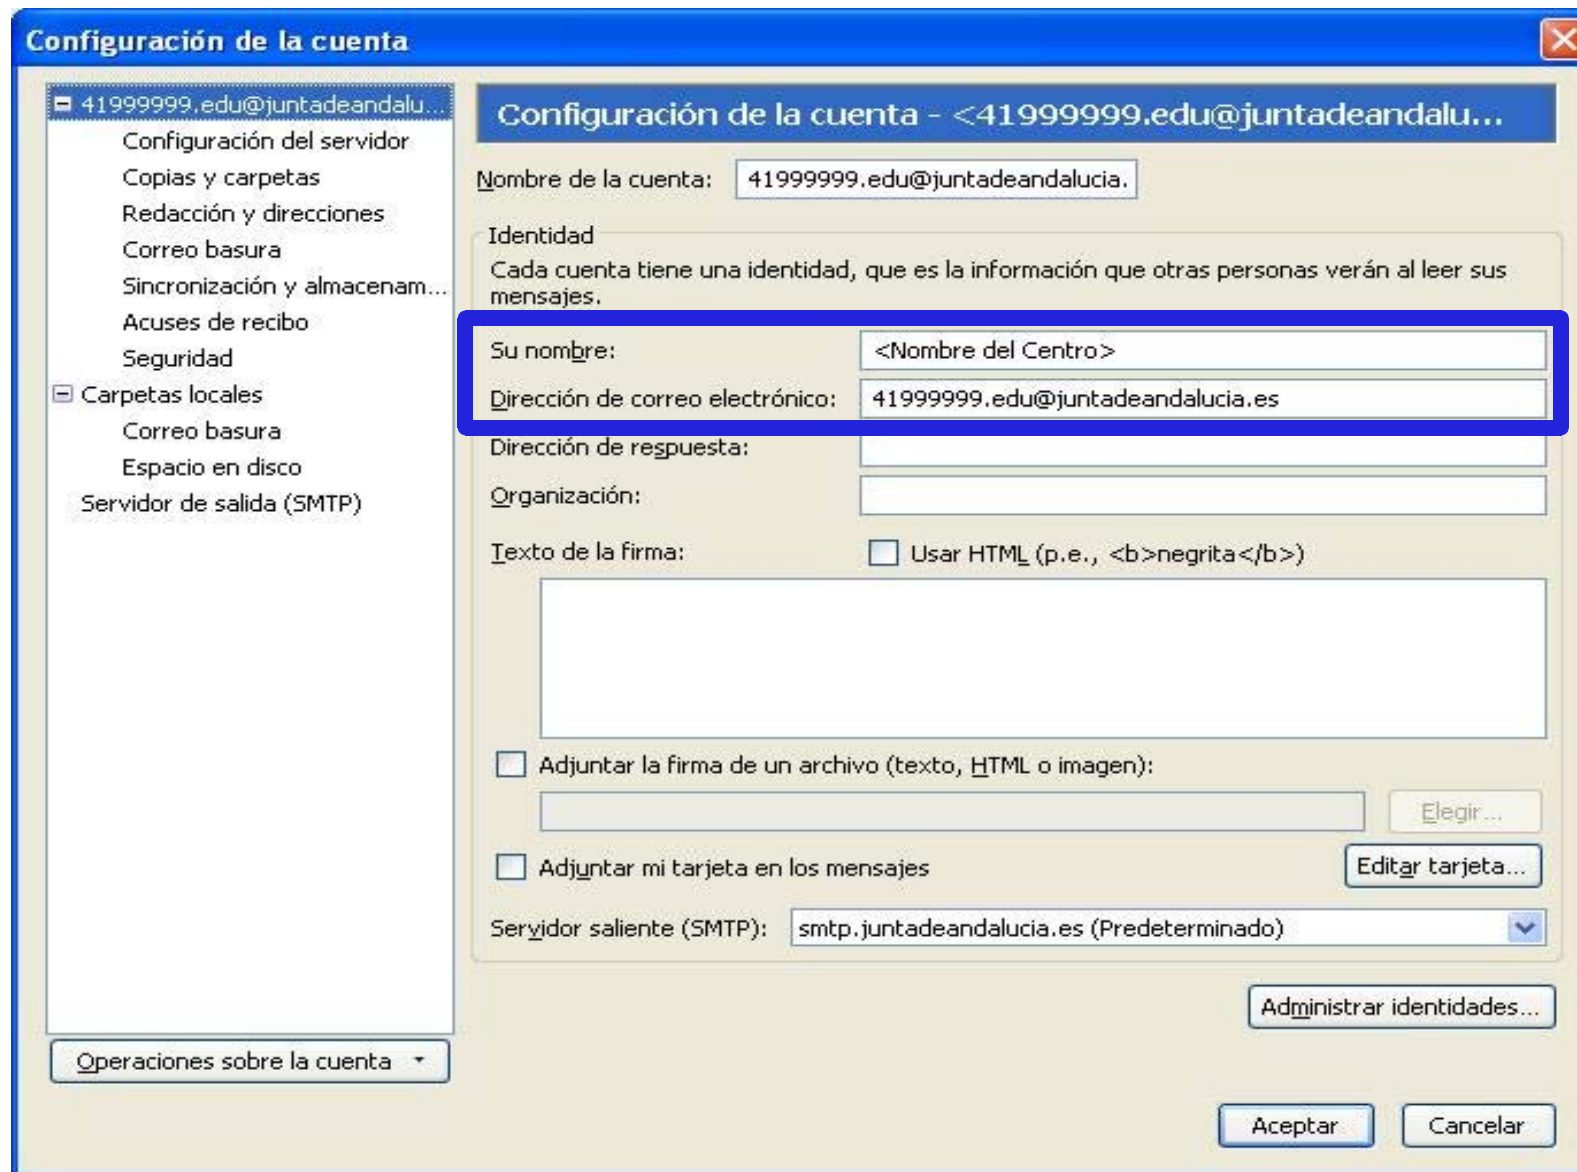 Configuración de la cuenta
41999999.edu@juntadeandalu...
Configuración del servidor
Copias y carpetas
Redacción y direcciones
Correo basura
Sincronización y almacenam...
Acuses de recibo
Seguridad
Carpetas locales
Correo basura
Espacio en disco
Servidor de salida (SMTP)
Operaciones sobre la cuenta
Configuración de la cuenta - <41999999.edu@juntadeandalu...
Nombre de la cuenta: 41999999.edu@juntadeandalucia.
Identidad
Cada cuenta tiene una identidad, que es la información que otras personas verán al leer sus
mensajes.
Su nombre: <Nombre del Centro>
Dirección de correo electrónico: 41999999.edu@juntadeandalucia.es
Dirección de respuesta:
Organización:
Texto de la firma: Usar HTML (p.e., <b>negrita</b>)
Adjuntar la firma de un archivo (texto, HTML o imagen):
Elegir...
Adjuntar mi tarjeta en los mensajes Editar tarjeta...
Servidor saliente (SMTP): smtp.juntadeandalucia.es (Predeterminado)
Administrar identidades...
Aceptar Cancelar